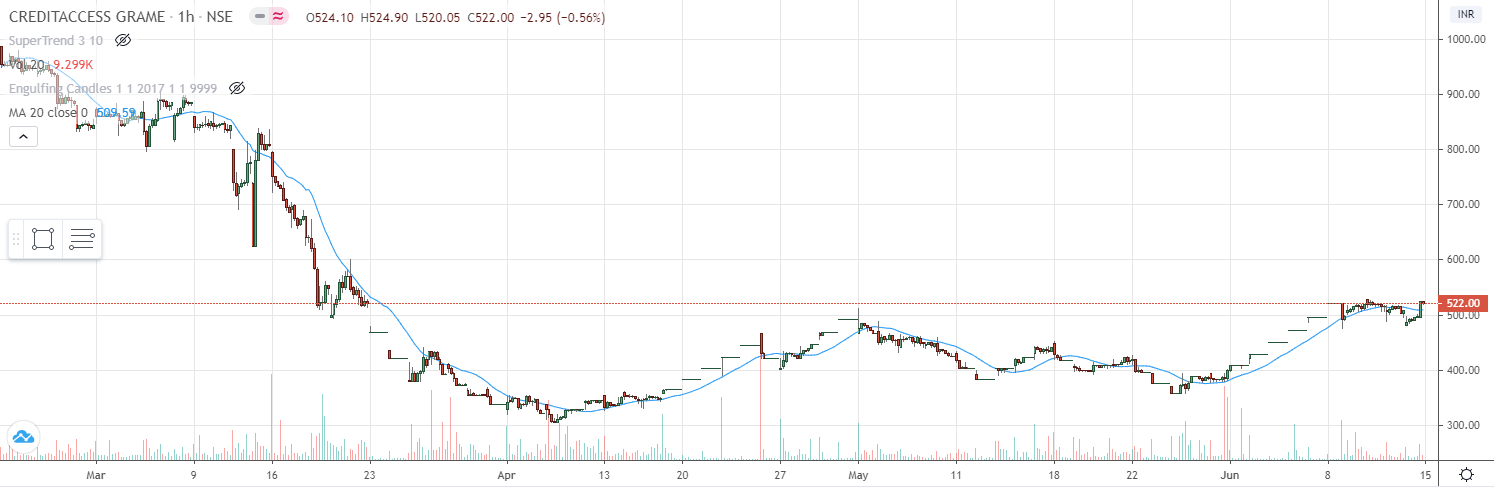 CREDITACCESS GRAME · 1h · NSE O524.10 H524.90 L520.05 C522.00 −2.95 (−0.56%)
INR
SuperTrend 3 10
Vol 20 9.299K
Engulfing Candles 1 1 2017 1 1 9999
MA 20 close 0 509.59
1000.00
900.00
800.00
700.00
600.00
522.00
500.00
400.00
300.00
Mar 9 16 23 Apr 13 20 27 May 11 18 22 Jun 8 15